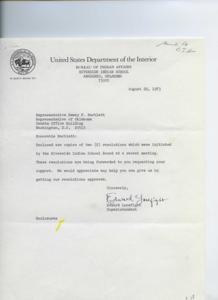 United States Department of the Interior
BUREAU OF INDIAN AFFAIRS
RIVERSIDE INDIAN SCHOOL
ANADARKO, OKLAHOMA
73005
August 20, 1973
Representative Dewey F. Bartlett
Representative of Oklahoma
Senate Office Building
Washington, D.C. 20515
Honorable Bartlett:
Enclosed are copies of two (2) resolutions which were initiated
by the Riverside Indian School Board at a recent meeting.
These resolutions are being forwarded to you requesting your
support. We would appreciate any help you can give us by
getting our resolutions approved.
Sincerely,
Edward Lonefight
Superintendent
Enclosures